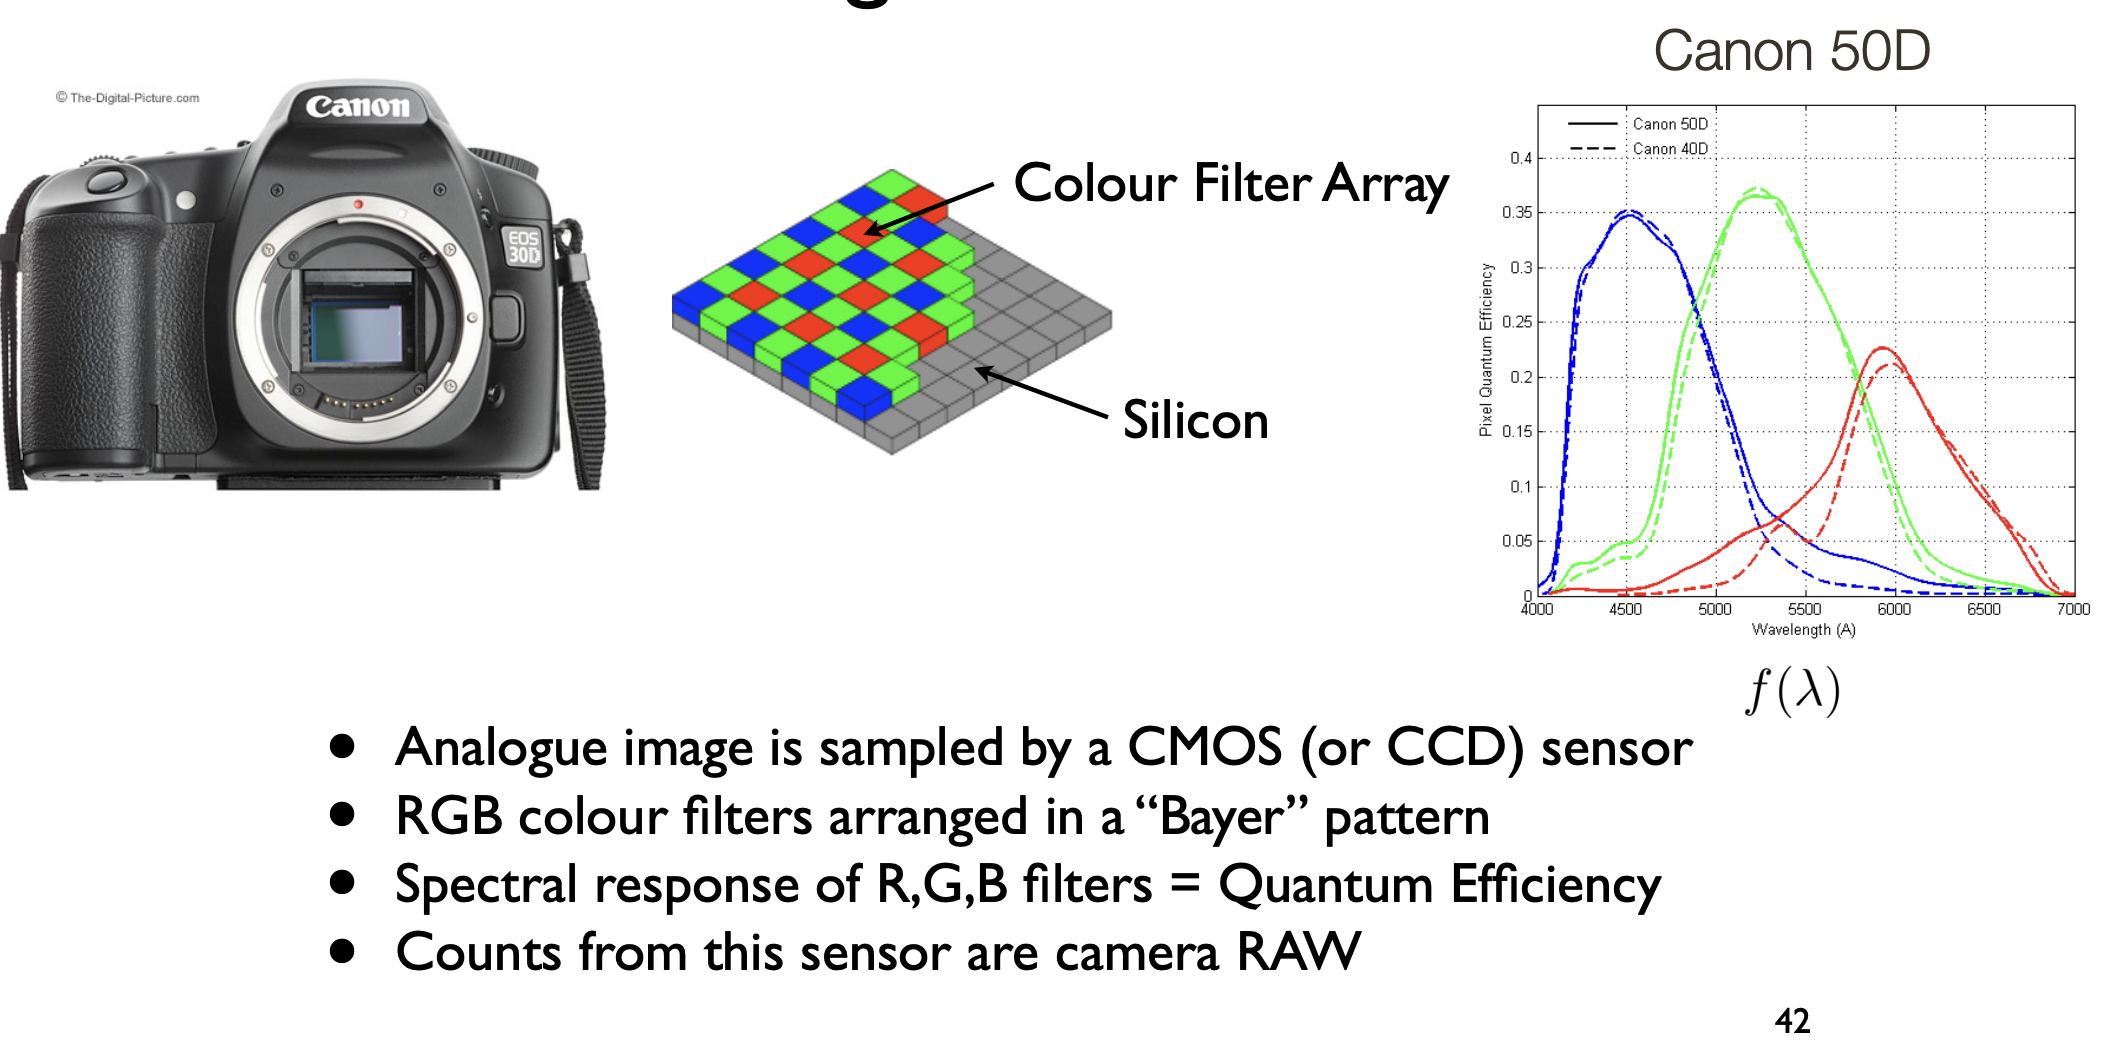 Canon 50D
© The-Digital-Picture.com
Canon
EOS
30D
Colour Filter Array
Silicon
Canon 50D
Canon 40D
0.4
0.35
0.3
0.25
0.2
0.15
0.1
0.05
0
Pixel Quantum Efficiency
4000 4500 5000 5500 6000 6500 7000
Wavelength (A)
f(λ)
• Analogue image is sampled by a CMOS (or CCD) sensor
• RGB colour filters arranged in a “Bayer” pattern
• Spectral response of R,G,B filters = Quantum Efficiency
• Counts from this sensor are camera RAW
42